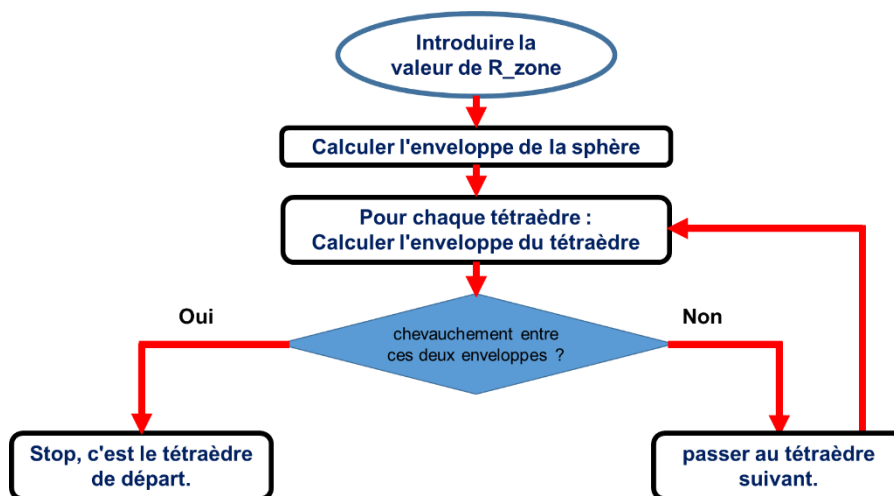 Introduire la
valeur de R_zone
Calculer l'enveloppe de la sphère
Pour chaque tétraèdre :
Calculer l'enveloppe du tétraèdre
Oui
Non
chevauchement entre
ces deux enveloppes ?
Stop, c'est le tétraèdre
de départ.
passer au tétraèdre
suivant.